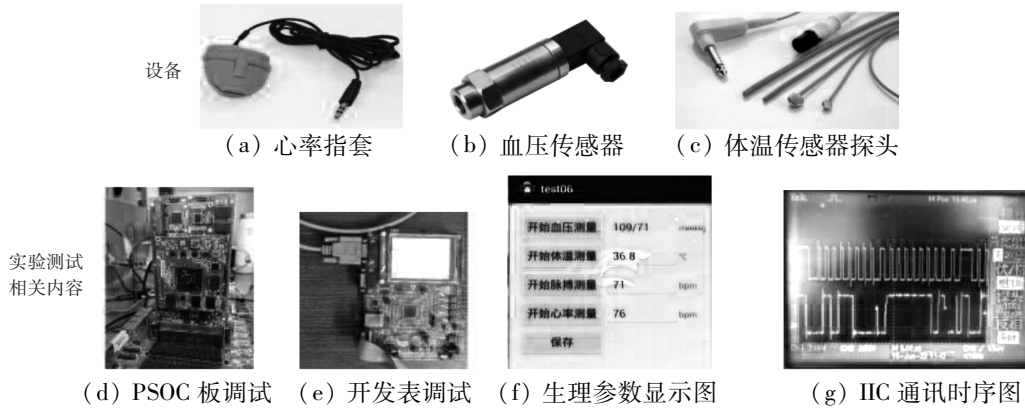 设备
(a) 心率指套
(b) 血压传感器
(c) 体温传感器探头
实验测试
相关内容
test06
开始血压测量 109/71 mmHg
开始体温测量 36.8 ℃
开始脉搏测量 71 bpm
开始心率测量 76 bpm
保存
(d) PSOC 板调试
(e) 开发表调试
(f) 生理参数显示图
(g) IIC 通讯时序图